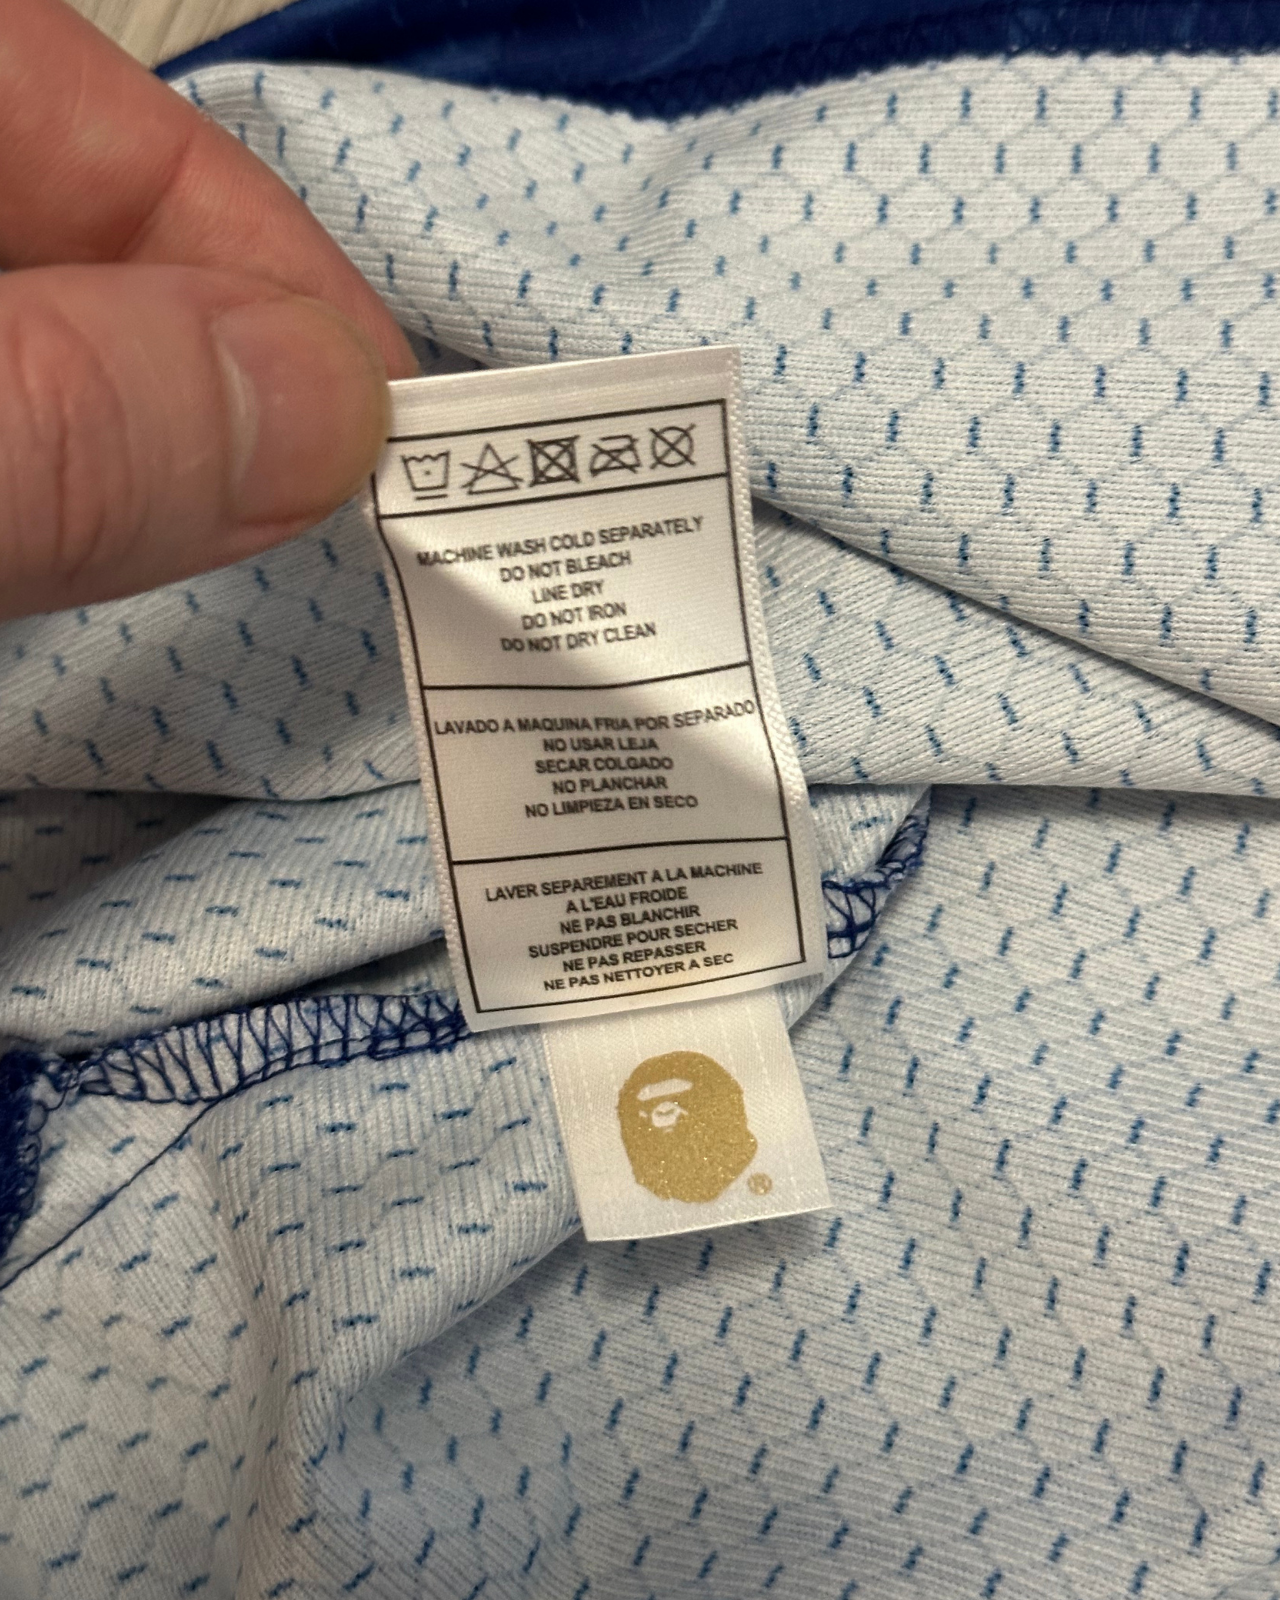 MACHINE WASH COLD SEPARATELY
DO NOT BLEACH
LINE DRY
DO NOT IRON
DO NOT DRY CLEAN
LAVADO A MAQUINA FRIA POR SEPARADO
NO USAR LEJA
SECAR COLGADO
NO PLANCHAR
NO LIMPIEZA EN SECO
LAVER SEPAREMENT A LA MACHINE
A L'EAU FROIDE
NE PAS BLANCHIR
SUSPENDRE POUR SECHER
NE PAS REPASSER
NE PAS NETTOYER A SEC
®